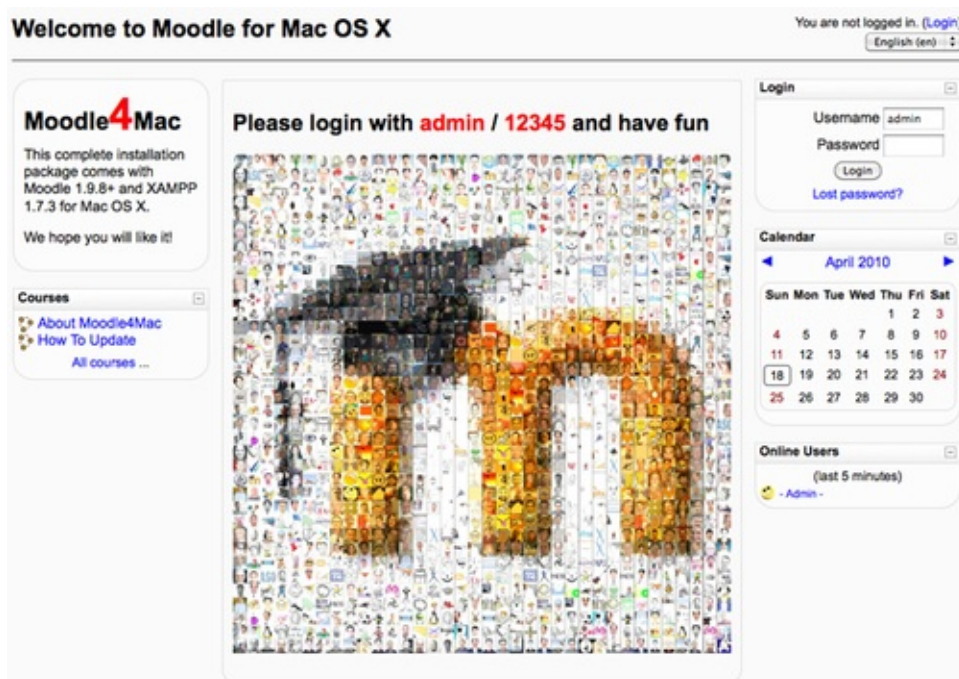 Welcome to Moodle for Mac OS X
You are not logged in. (Login)
English (en)
Moodle4Mac
This complete installation
package comes with
Moodle 1.9.8+ and XAMPP
1.7.3 for Mac OS X.
We hope you will like it!
Courses
About Moodle4Mac
How To Update
All courses ...
Please login with admin / 12345 and have fun
Login
Username admin
Password
Login
Lost password?
Calendar
April 2010
Sun Mon Tue Wed Thu Fri Sat
1 2 3
4 5 6 7 8 9 10
11 12 13 14 15 16 17
18 19 20 21 22 23 24
25 26 27 28 29 30
Online Users
(last 5 minutes)
- Admin -